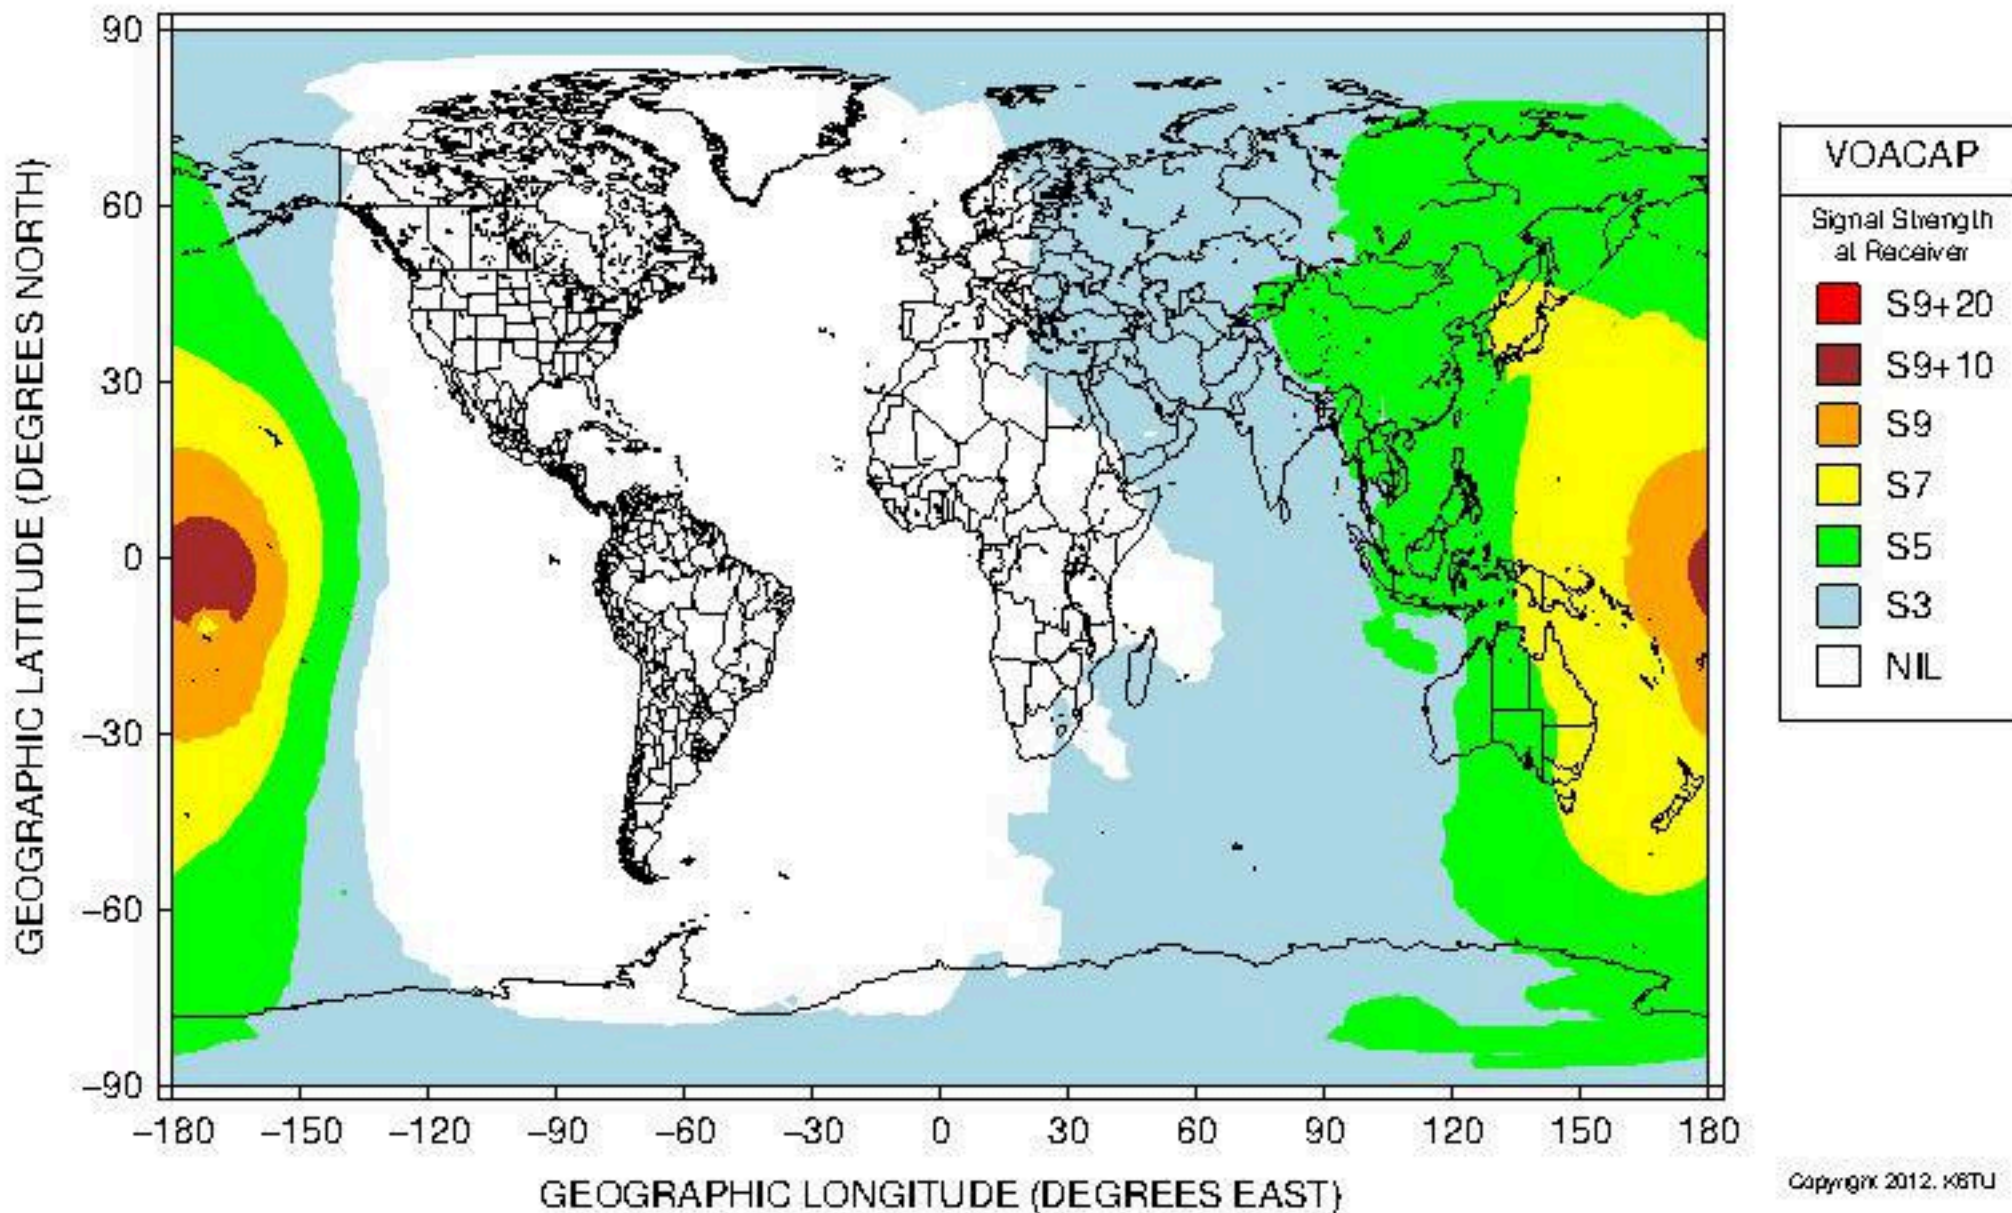 90
60
30
0
−30
−60
−90
GEOGRAPHIC LATITUDE (DEGREES NORTH)
−180 −150 −120 −90 −60 −30 0 30 60 90 120 150 180
GEOGRAPHIC LONGITUDE (DEGREES EAST)
VOACAP
Signal Strength
at Receiver
S9+20
S9+10
S9
S7
S5
S3
NIL
Copyright 2012, K6TU